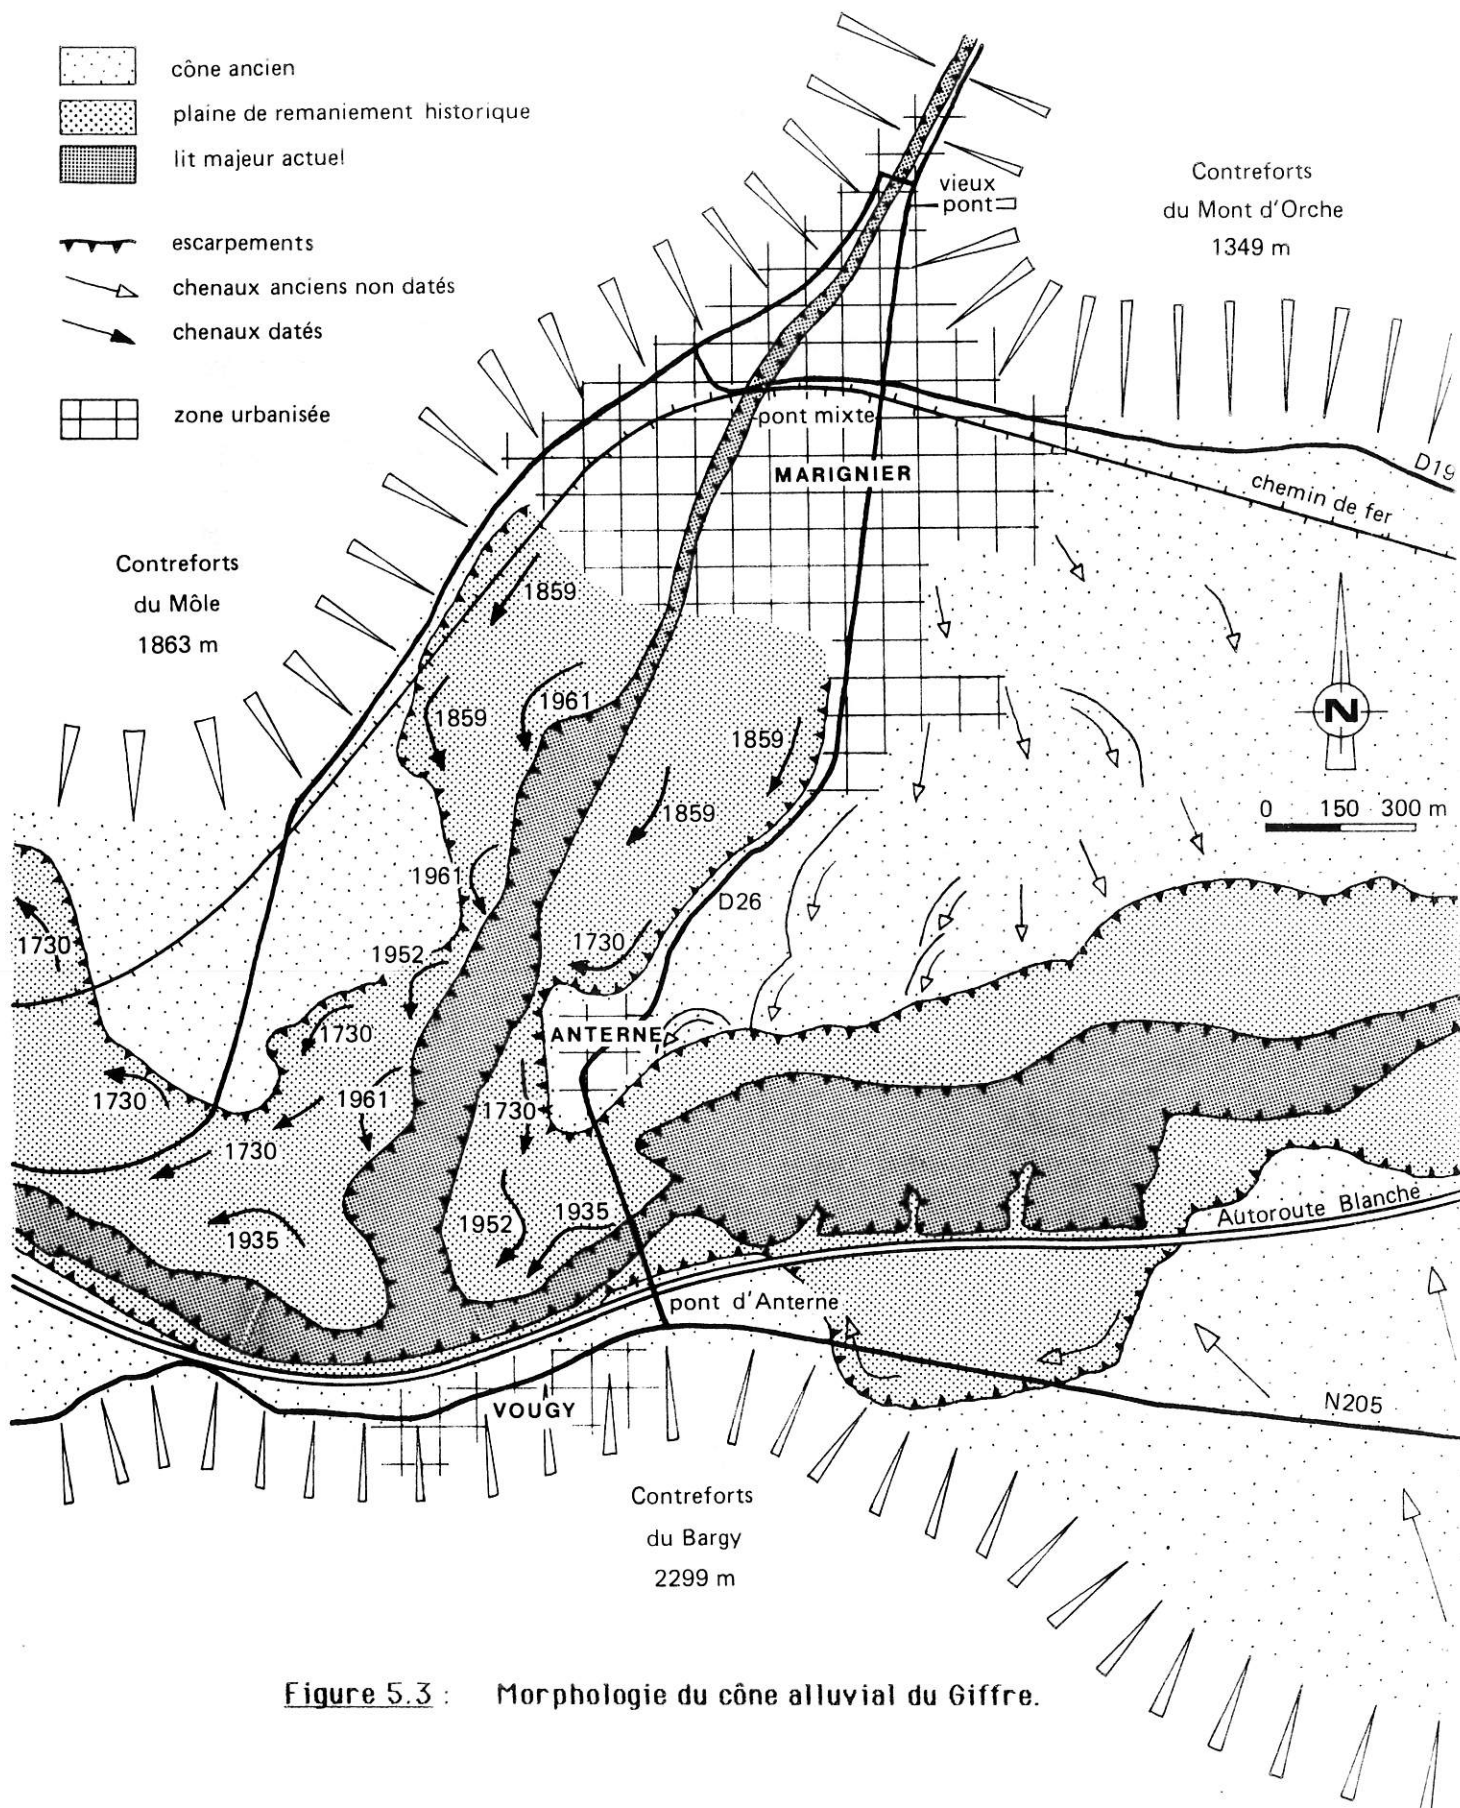 cône ancien
plaine de remaniement historique
lit majeur actuel
escarpements
chenaux anciens non datés
chenaux datés
zone urbanisée
vieux
pont
Contreforts
du Mont d'Orche
1349 m
pont mixte
MARIGNIER
D19
chemin de fer
Contreforts
du Môle
1863 m
1859
1859
1961
1859
1859
N
0 150 300 m
1961
D26
1730
1952
1730
1730
ANTERNE
1730
1961
1730
1730
1952
1935
1935
Autoroute Blanche
pont d'Anterne
VOUGY
N205
Contreforts
du Bargy
2299 m
Figure 5.3 : Morphologie du cône alluvial du Giffre.